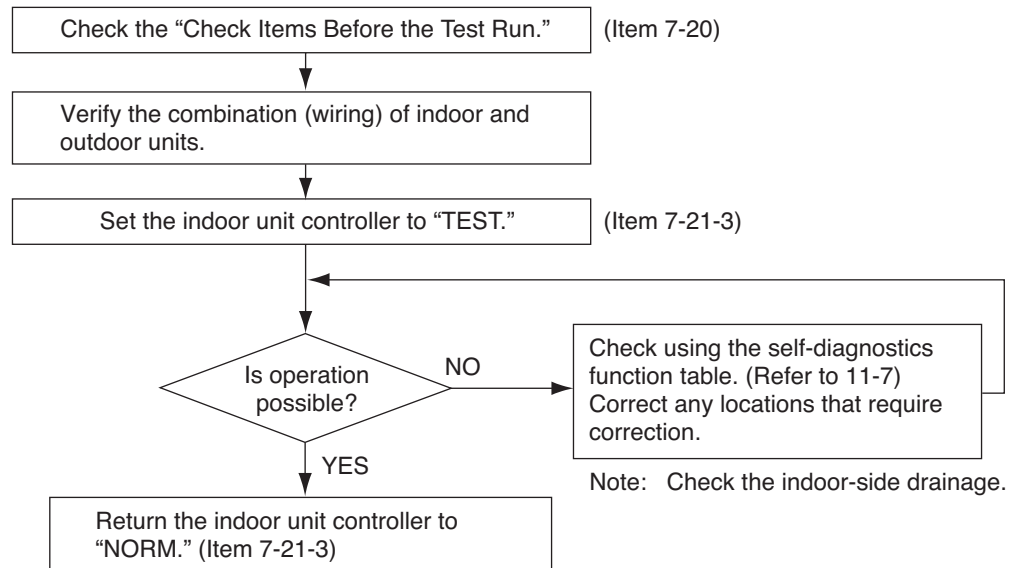 Check the “Check Items Before the Test Run.”
(Item 7-20)
Verify the combination (wiring) of indoor and
outdoor units.
Set the indoor unit controller to “TEST.”
(Item 7-21-3)
Is operation
possible?
NO
Check using the self-diagnostics
function table. (Refer to 11-7)
Correct any locations that require
correction.
YES
Note: Check the indoor-side drainage.
Return the indoor unit controller to
“NORM.” (Item 7-21-3)